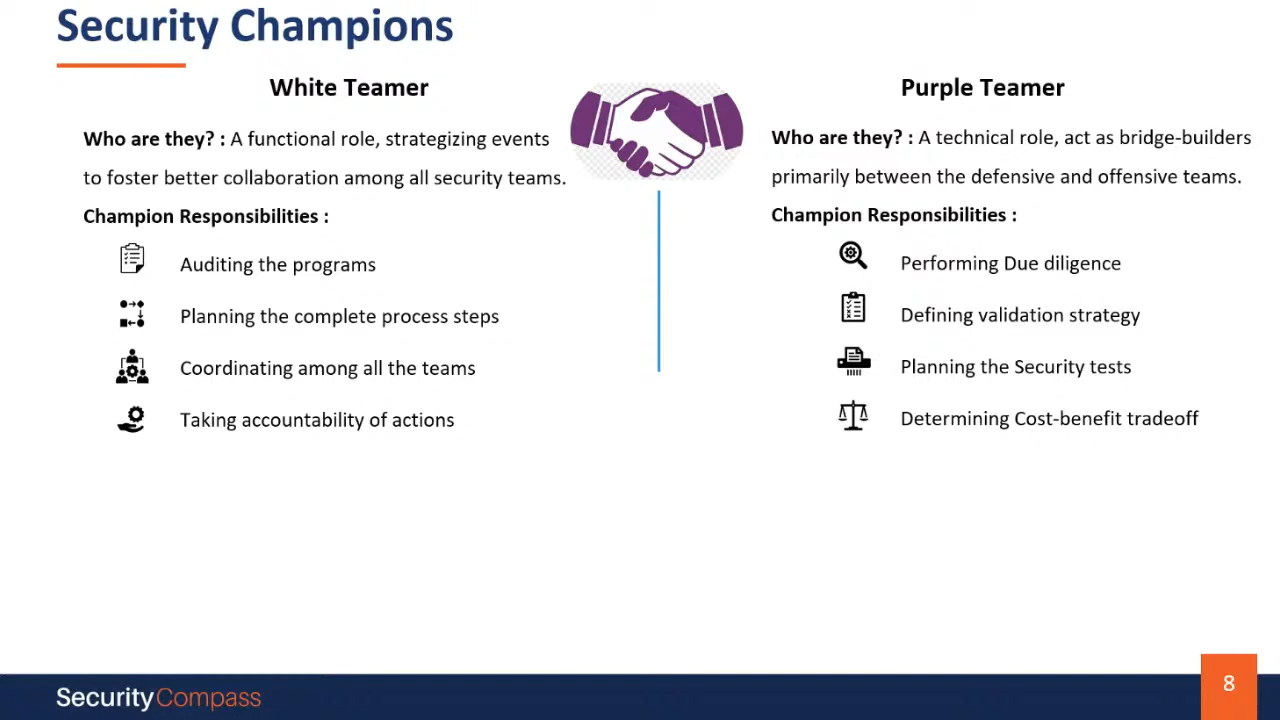 Security Champions
White Teamer
Who are they? : A functional role, strategizing events
to foster better collaboration among all security teams.
Champion Responsibilities :
Auditing the programs
Planning the complete process steps
Coordinating among all the teams
Taking accountability of actions
Purple Teamer
Who are they? : A technical role, act as bridge-builders
primarily between the defensive and offensive teams.
Champion Responsibilities :
Performing Due diligence
Defining validation strategy
Planning the Security tests
Determining Cost-benefit tradeoff
SecurityCompass
8